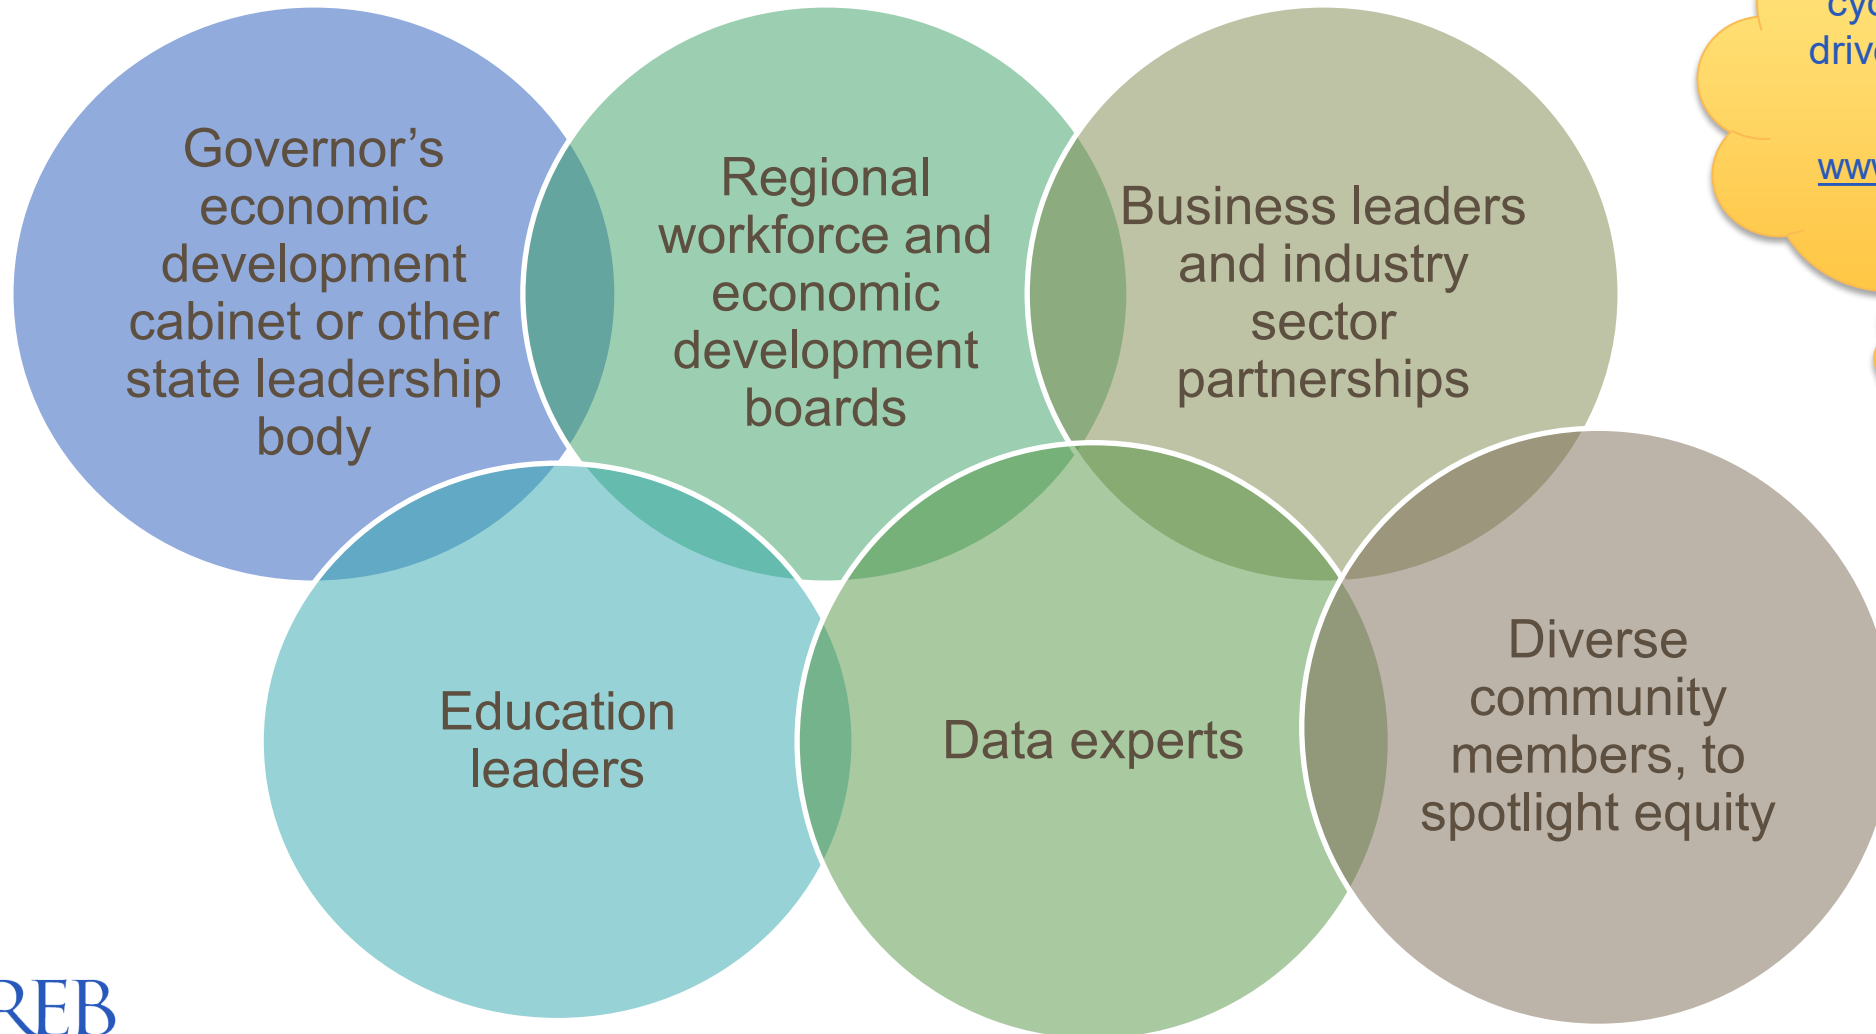 Governor’s
economic
development
cabinet or other
state leadership
body
Regional
workforce and
economic
development
boards
Business leaders
and industry
sector
partnerships
Education
leaders
Data experts
Diverse
community
members, to
spotlight equity
REB